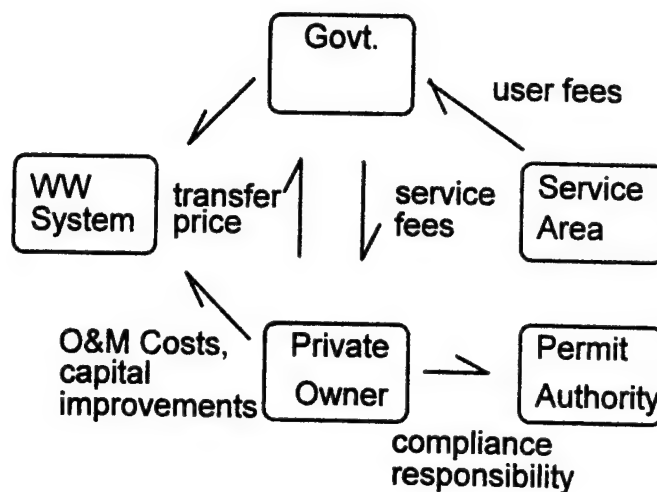 Govt.
user fees
WW
System
transfer
price
service
fees
Service
Area
O&M Costs,
capital
improvements
Private
Owner
Permit
Authority
compliance
responsibility